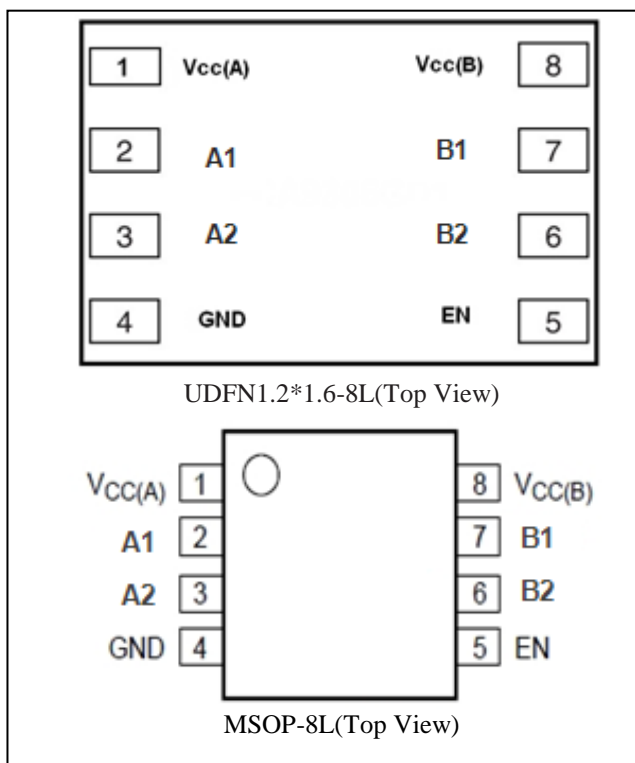 1 Vcc(A) Vcc(B) 8
2 A1 B1 7
3 A2 B2 6
4 GND EN 5
UDFN1.2*1.6-8L(Top View)
VCC(A) 1 8 VCC(B)
A1 2 7 B1
A2 3 6 B2
GND 4 5 EN
MSOP-8L(Top View)